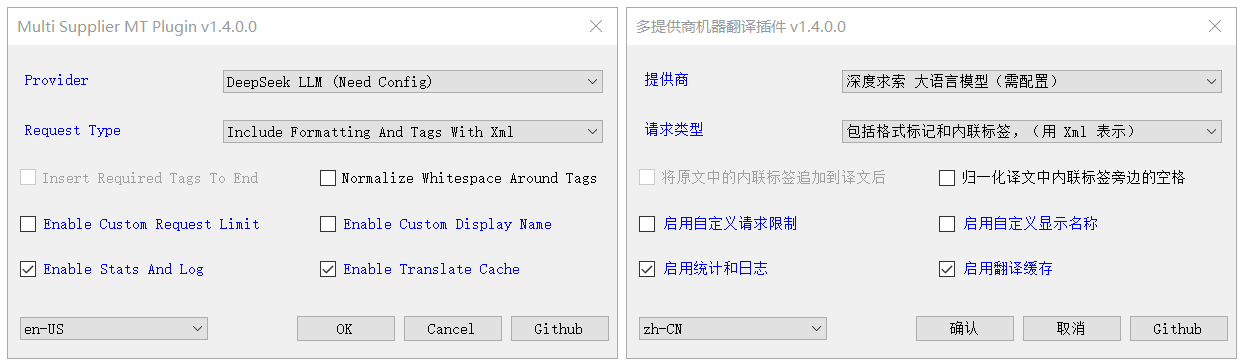 Multi Supplier MT Plugin v1.4.0.0
Provider
DeepSeek LLM (Need Config)
Request Type
Include Formatting And Tags With Xml
Insert Required Tags To End
Normalize Whitespace Around Tags
Enable Custom Request Limit
Enable Custom Display Name
Enable Stats And Log
Enable Translate Cache
en-US
OK
Cancel
Github
多提供商机器翻译插件 v1.4.0.0
提供商
深度求索 大语言模型（需配置）
请求类型
包括格式标记和内联标签，（用 Xml 表示）
将原文中的内联标签追加到译文后
归一化译文中内联标签旁边的空格
启用自定义请求限制
启用自定义显示名称
启用统计和日志
启用翻译缓存
zh-CN
确认
取消
Github